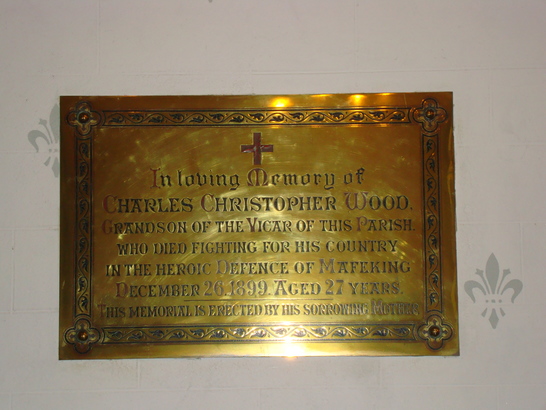 In loving Memory of
Charles Christopher Wood.
Grandson of the Vicar of this Parish.
who died fighting for his country
in the heroic Defence of Mafeking
December 26. 1899. Aged 27 years.
This memorial is erected by his sorrowing Mother